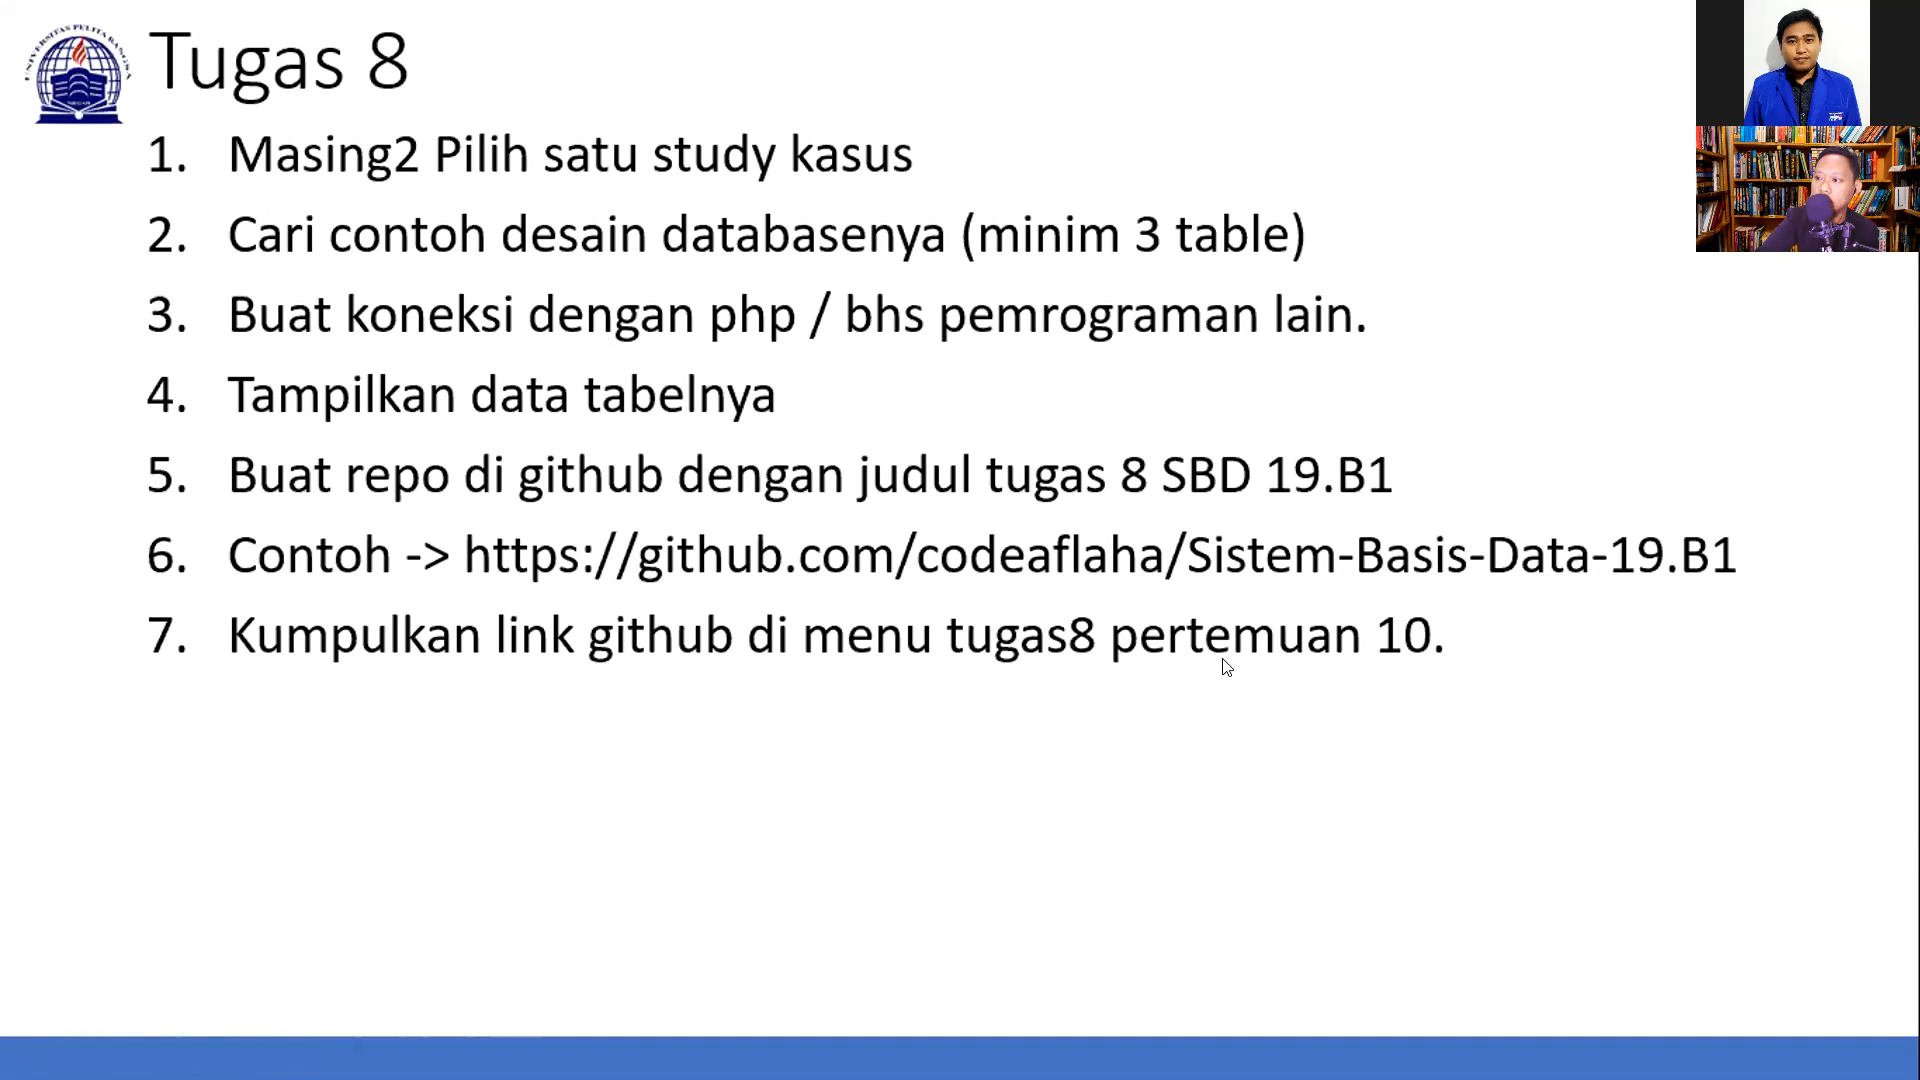 UNIVERSITAS PELITA BANGSA
Tugas 8
1. Masing2 Pilih satu study kasus
2. Cari contoh desain databasenya (minim 3 table)
3. Buat koneksi dengan php / bhs pemrograman lain.
4. Tampilkan data tabelnya
5. Buat repo di github dengan judul tugas 8 SBD 19.B1
6. Contoh -> https://github.com/codeaflaha/Sistem-Basis-Data-19.B1
7. Kumpulkan link github di menu tugas8 pertemuan 10.